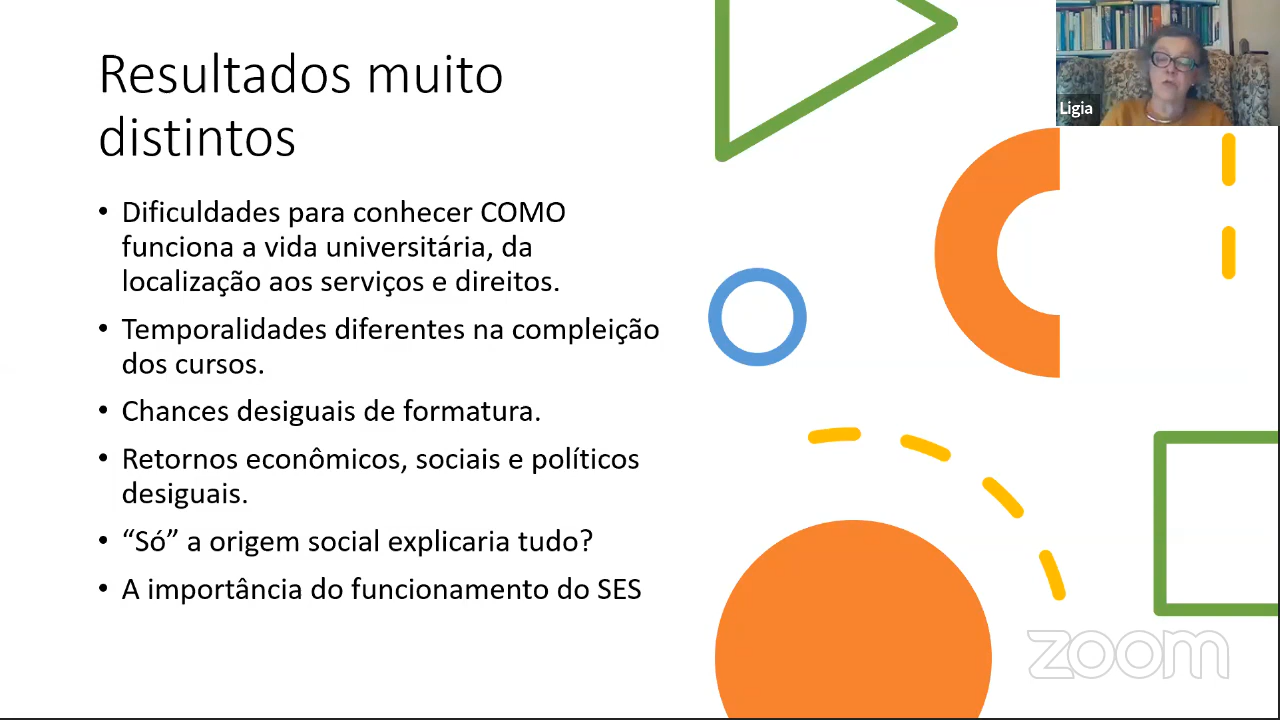 Resultados muito
distintos
• Dificuldades para conhecer COMO
funciona a vida universitária, da
localização aos serviços e direitos.
• Temporalidades diferentes na compleição
dos cursos.
• Chances desiguais de formatura.
• Retornos econômicos, sociais e políticos
desiguais.
• “Só” a origem social explicaria tudo?
• A importância do funcionamento do SES
Ligia
zoom